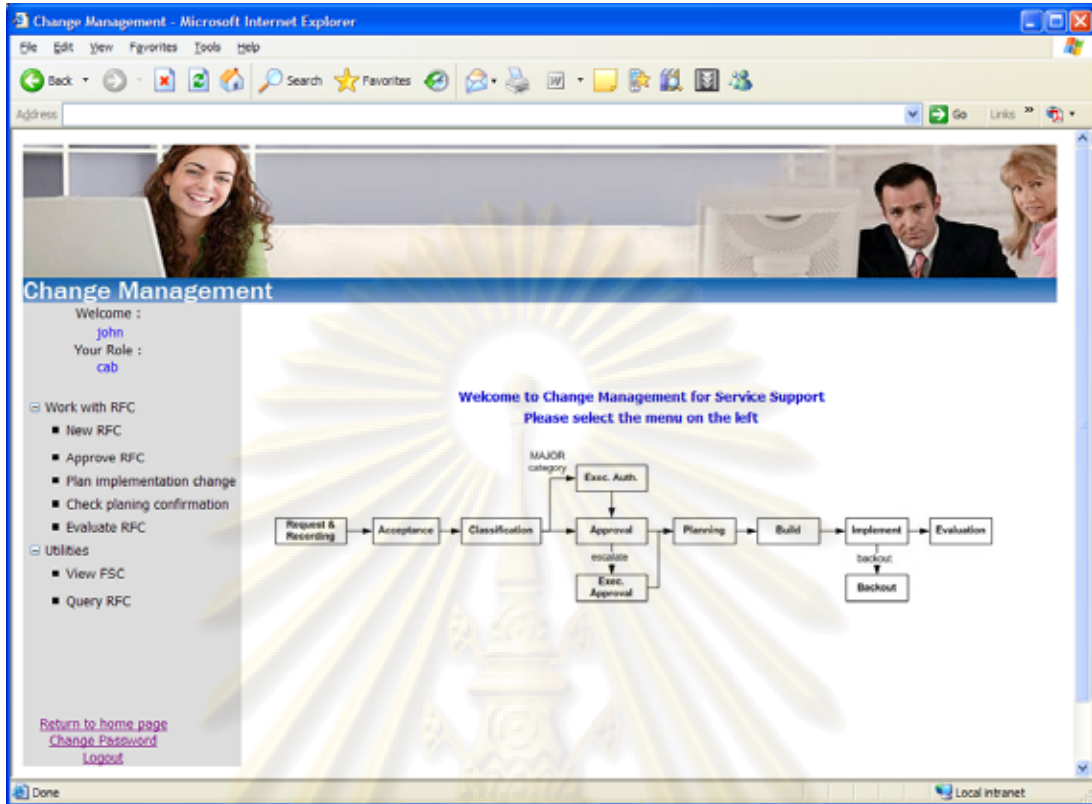 Change Management - Microsoft Internet Explorer
File Edit View Favorites Tools Help
Back Search Favorites
Address Go Links »
Change Management
Welcome :
john
Your Role :
cab
Work with RFC
New RFC
Approve RFC
Plan implementation change
Check planing confirmation
Evaluate RFC
Utilities
View FSC
Query RFC
Return to home page
Change Password
Logout
Welcome to Change Management for Service Support
Please select the menu on the left
MAJOR
category
Exec. Auth.
Request &
Recording
Acceptance
Classification
Approval
Planning
Build
Implement
Evaluation
escalate
backout
Exec.
Approval
Backout
Done Local intranet